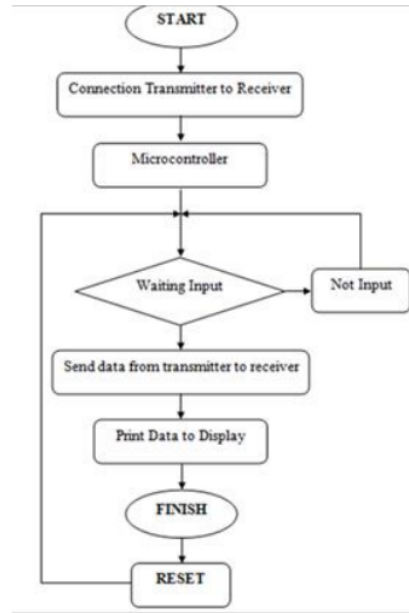 START
Connection Transmitter to Receiver
Microcontroller
Waiting Input
Not Input
Send data from transmitter to receiver
Print Data to Display
FINISH
RESET